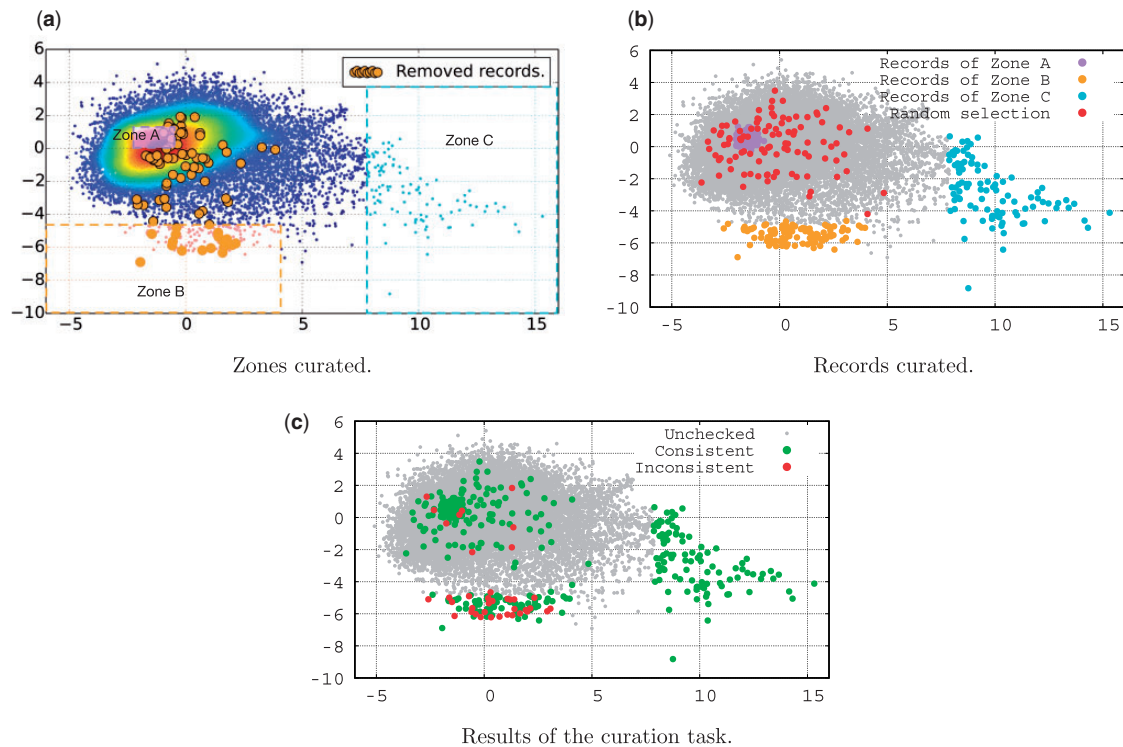 (a)
6
4
2
0
−2
−4
−6
−8
−10
−5
0
5
10
15
Removed records.
Zone A
Zone C
Zone B
Zones curated.
(b)
6
4
2
0
-2
-4
-6
-8
-10
-5
0
5
10
15
Records of Zone A
Records of Zone B
Records of Zone C
Random selection
Records curated.
(c)
6
4
2
0
-2
-4
-6
-8
-10
-5
0
5
10
15
Unchecked
Consistent
Inconsistent
Results of the curation task.